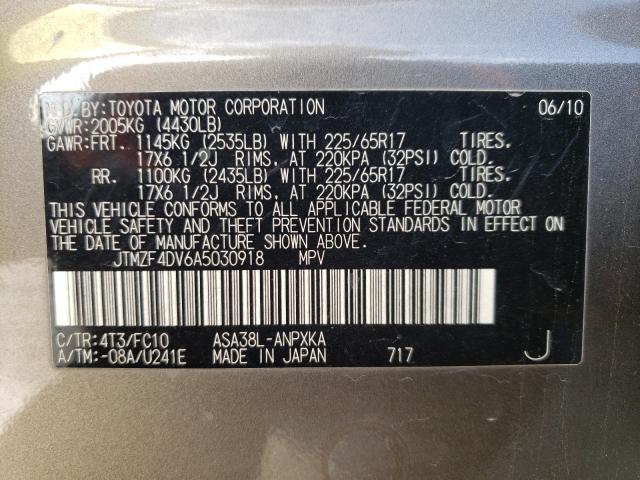 BY: TOYOTA MOTOR CORPORATION 06/10
GVWR: 2005KG (4430LB)
GAWR: FRT. 1145KG (2535LB) WITH 225/65R17 TIRES.
17X6 1/2J RIMS, AT 220KPA (32PSI) COLD.
RR. 1100KG (2435LB) WITH 225/65R17 TIRES.
17X6 1/2J RIMS, AT 220KPA (32PSI) COLD.
THIS VEHICLE CONFORMS TO ALL APPLICABLE FEDERAL MOTOR
VEHICLE SAFETY AND THEFT PREVENTION STANDARDS IN EFFECT ON
THE DATE OF MANUFACTURE SHOWN ABOVE.
JTMZF4DV6A5030918 MPV
C/TR: 4T3/FC10 ASA38L-ANPXKA
A/TM: -08A/U241E MADE IN JAPAN 717 J